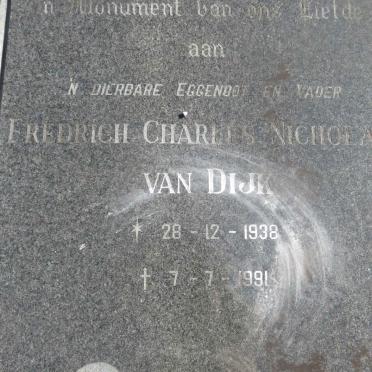 'n Monument van ons Liefde
aan
'N DIERBARE EGGENOOT EN VADER
FREDRICH CHARLES NICHOLA
VAN DIJK
* 28 - 12 - 1938
† 7 - 7 - 1991